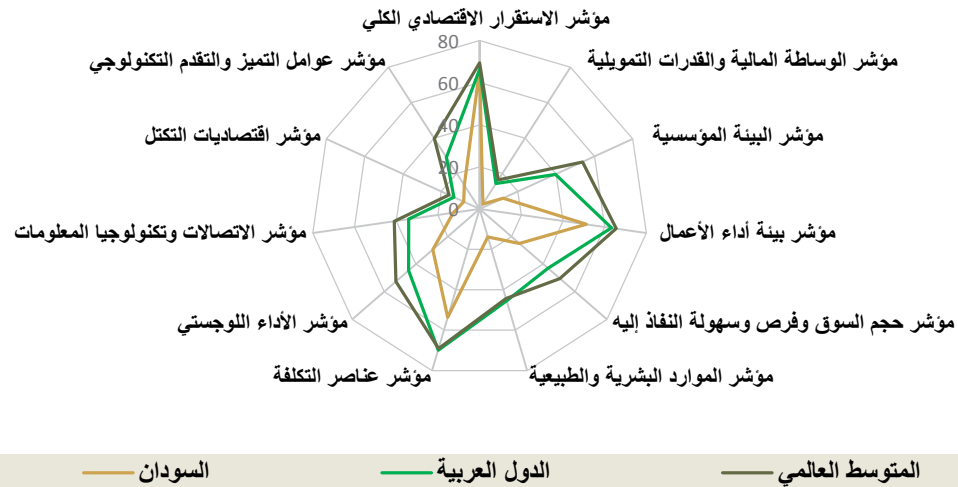 مؤشر الاستقرار الاقتصادي الكلي
80
مؤشر الوساطة المالية والقدرات التمويلية
مؤشر عوامل التميز والتقدم التكنولوجي
60
مؤشر البيئة المؤسسية
مؤشر اقتصاديات التكتل
40
20
0
مؤشر بيئة أداء الأعمال
مؤشر الاتصالات وتكنولوجيا المعلومات
مؤشر حجم السوق وفرص وسهولة النفاذ إليه
مؤشر الأداء اللوجستي
مؤشر الموارد البشرية والطبيعية
مؤشر عناصر التكلفة
المتوسط العالمي
الدول العربية
السودان